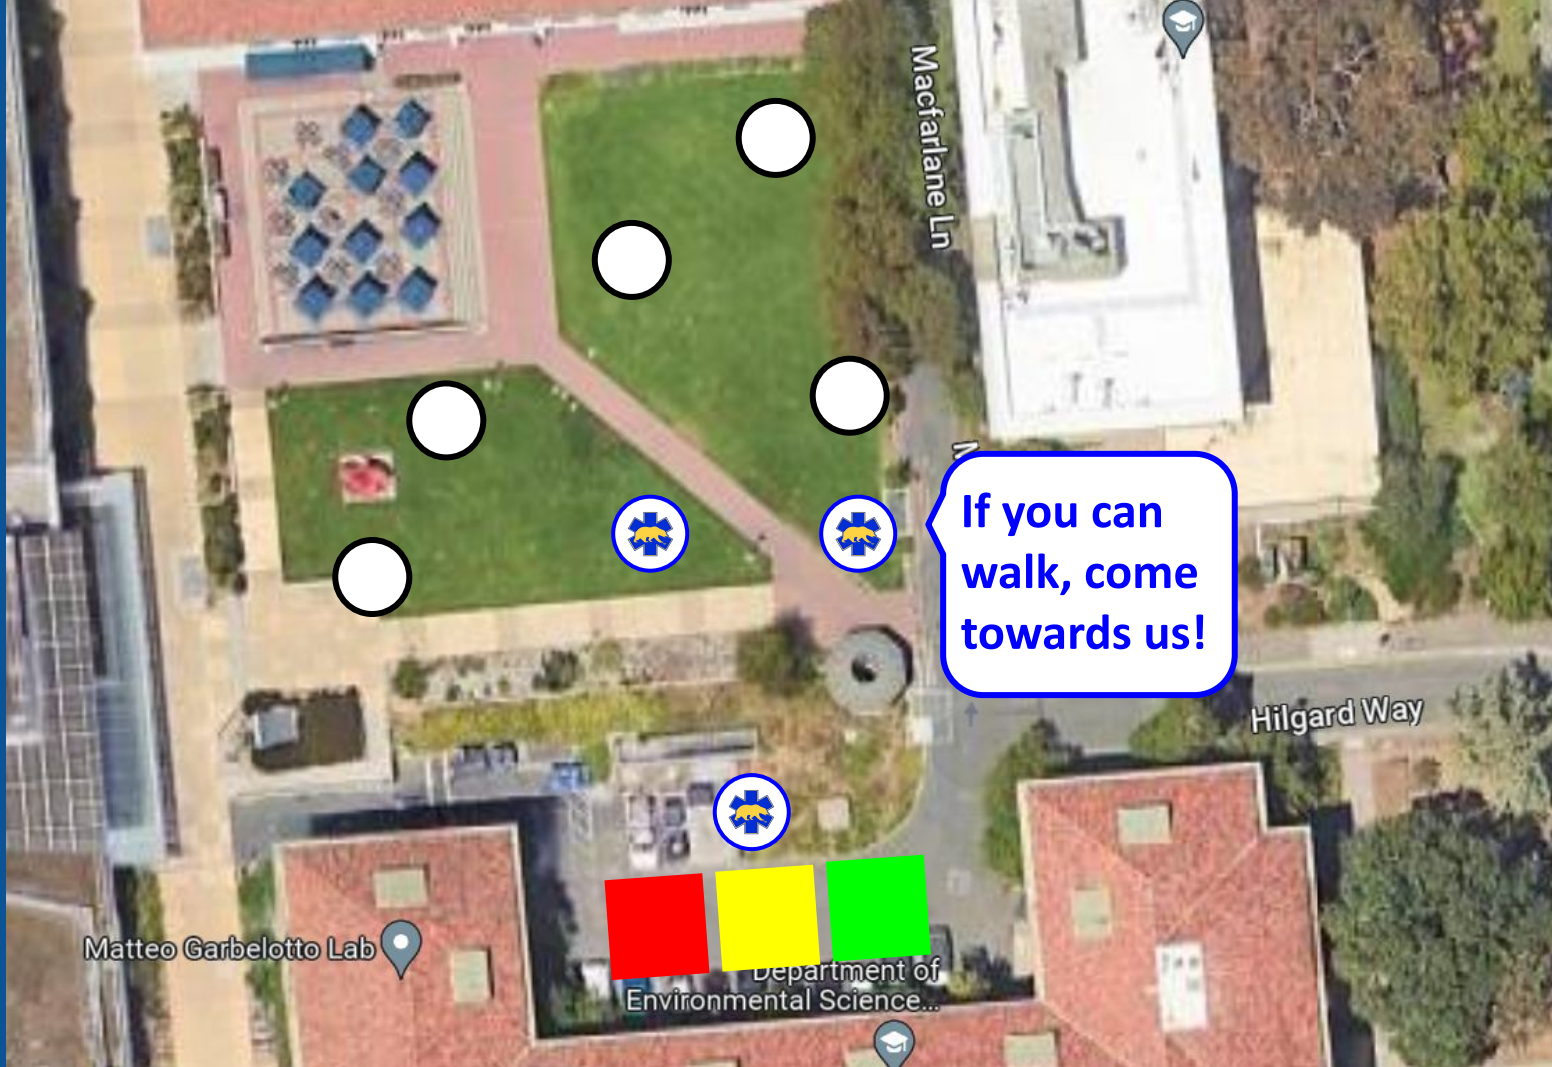 Macfarlane Ln
M
If you can
walk, come
towards us!
Hilgard Way
Matteo Garbelotto Lab
Department of
Environmental Science...